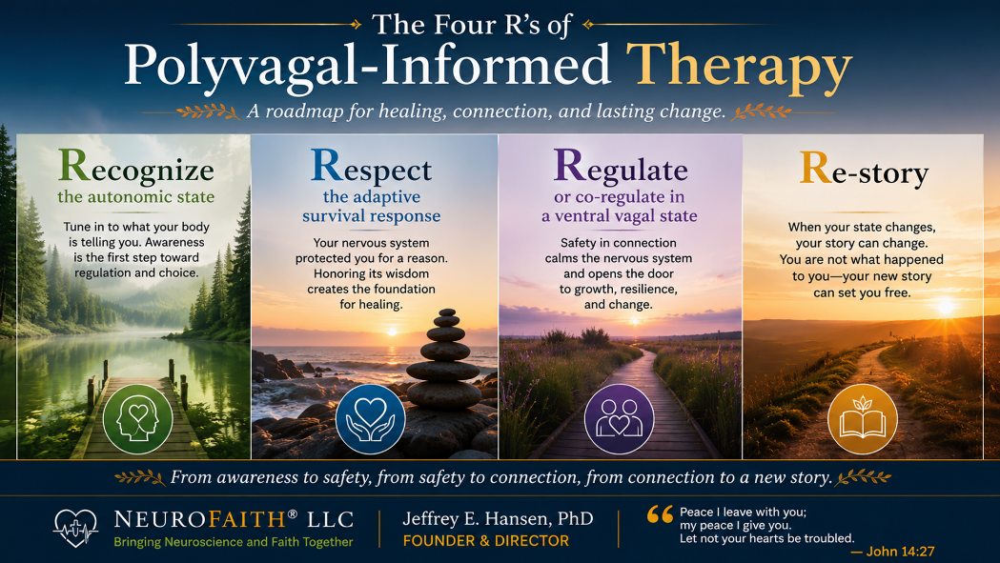 The Four R's of
Polyvagal-Informed Therapy
A roadmap for healing, connection, and lasting change.
Recognize
the autonomic state
Tune in to what your body
is telling you. Awareness
is the first step toward
regulation and choice.
Respect
the adaptive
survival response
Your nervous system
protected you for a reason.
Honoring its wisdom
creates the foundation
for healing.
Regulate
or co-regulate in
a ventral vagal state
Safety in connection
calms the nervous system
and opens the door
to growth, resilience,
and change.
Re-story
When your state changes,
your story can change.
You are not what happened
to you—your new story
can set you free.
From awareness to safety, from safety to connection, from connection to a new story.
NEUROFAITH® LLC
Bringing Neuroscience and Faith Together
Jeffrey E. Hansen, PhD
FOUNDER & DIRECTOR
“ Peace I leave with you;
my peace I give you.
Let not your hearts be troubled.
— John 14:27